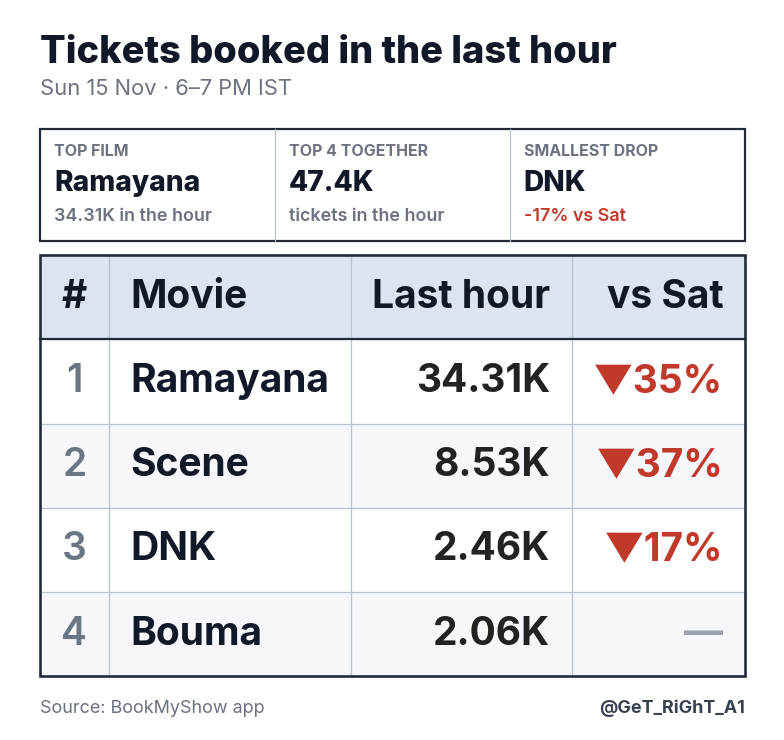 Tickets booked in the last hour
Sun 15 Nov · 6–7 PM IST
TOP FILM
Ramayana
34.31K in the hour
TOP 4 TOGETHER
47.4K
tickets in the hour
SMALLEST DROP
DNK
-17% vs Sat
# Movie Last hour vs Sat
1 Ramayana 34.31K ▼35%
2 Scene 8.53K ▼37%
3 DNK 2.46K ▼17%
4 Bouma 2.06K —
Source: BookMyShow app
@GeT_RiGhT_A1